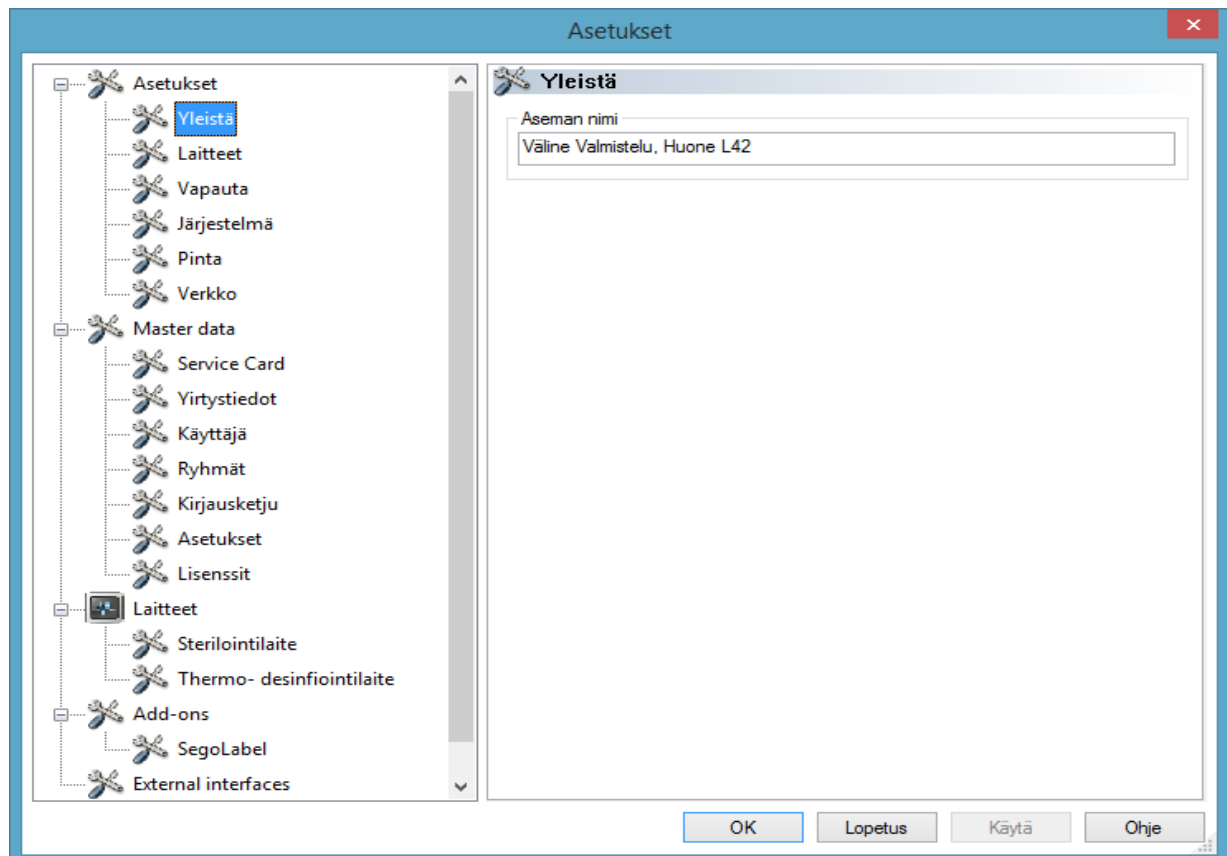 Asetukset
Asetukset
Yleistä
Laitteet
Vapauta
Järjestelmä
Pinta
Verkko
Master data
Service Card
Yirtystiedot
Käyttäjä
Ryhmät
Kirjausketju
Asetukset
Lisenssit
Laitteet
Sterilointilaite
Thermo- desinfiointilaite
Add-ons
SegoLabel
External interfaces
Yleistä
Aseman nimi
Väline Valmistelu, Huone L42
OK Lopetus Käytä Ohje